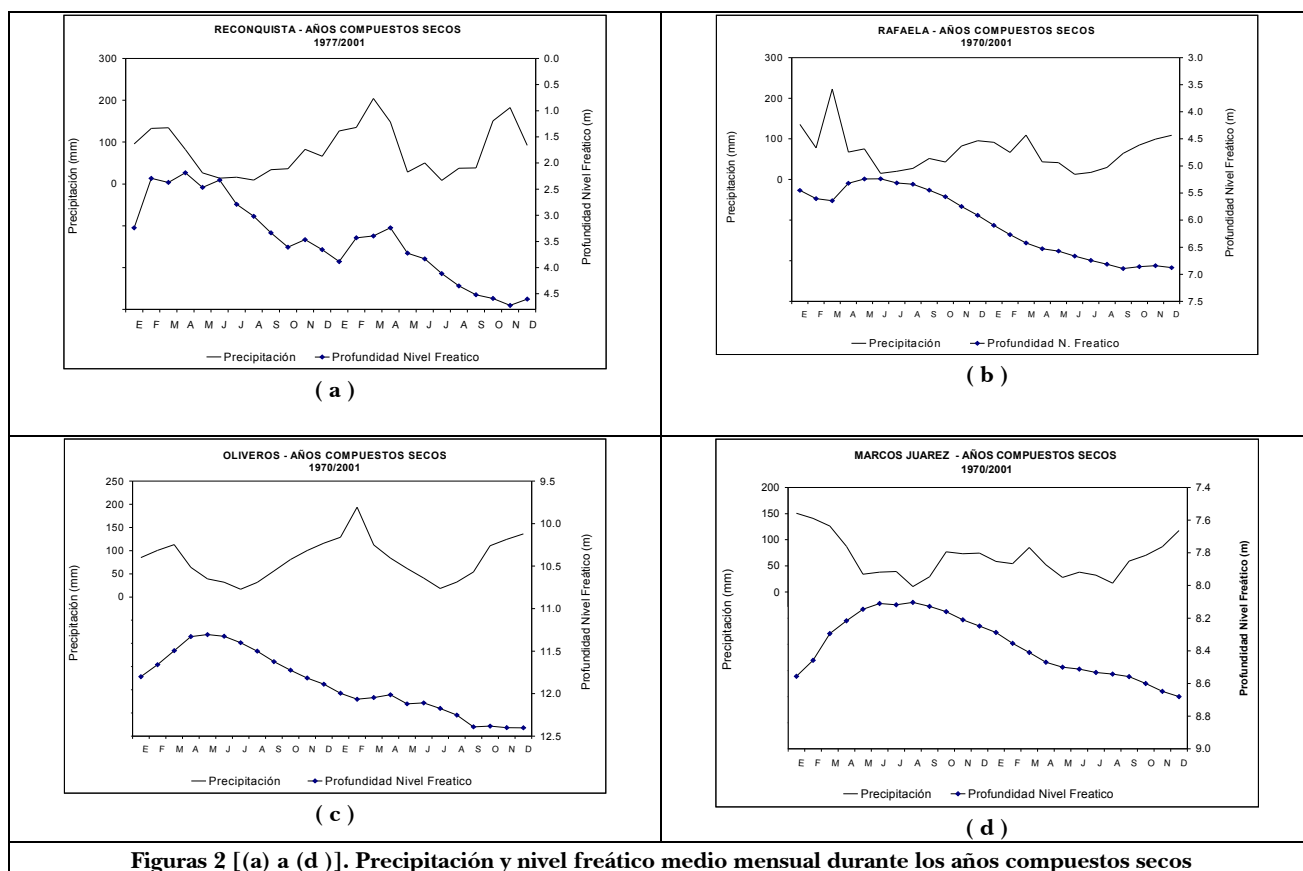 RECONQUISTA - AÑOS COMPUESTOS SECOS
1977/2001
300
200
100
0
Precipitación (mm)
0.0
0.5
1.0
1.5
2.0
2.5
3.0
3.5
4.0
4.5
Profundidad Nivel Freático (m)
E F M A M J J A S O N D E F M A M J J A S O N D
Precipitación Profundidad Nivel Freatico
( a )
RAFAELA - AÑOS COMPUESTOS SECOS
1970/2001
300
200
100
0
Precipitación (mm)
3.0
3.5
4.0
4.5
5.0
5.5
6.0
6.5
7.0
7.5
Profundidad Nivel Freático (m)
E F M A M J J A S O N D E F M A M J J A S O N D
Precipitación Profundidad N. Freatico
( b )
OLIVEROS - AÑOS COMPUESTOS SECOS
1970/2001
250
200
150
100
50
0
Precipitación (mm)
9.5
10.0
10.5
11.0
11.5
12.0
12.5
Profundidad Nivel Freático (m)
E F M A M J J A S O N D E F M A M J J A S O N D
Precipitación Profundidad Nivel Freatico
( c )
MARCOS JUAREZ - AÑOS COMPUESTOS SECOS
1970/2001
200
150
100
50
0
Precipitación (mm)
7.4
7.6
7.8
8.0
8.2
8.4
8.6
8.8
9.0
Profundidad Nivel Freático (m)
E F M A M J J A S O N D E F M A M J J A S O N D
Precipitación Profundidad Nivel Freatico
( d )
Figuras 2 [(a) a (d )]. Precipitación y nivel freático medio mensual durante los años compuestos secos